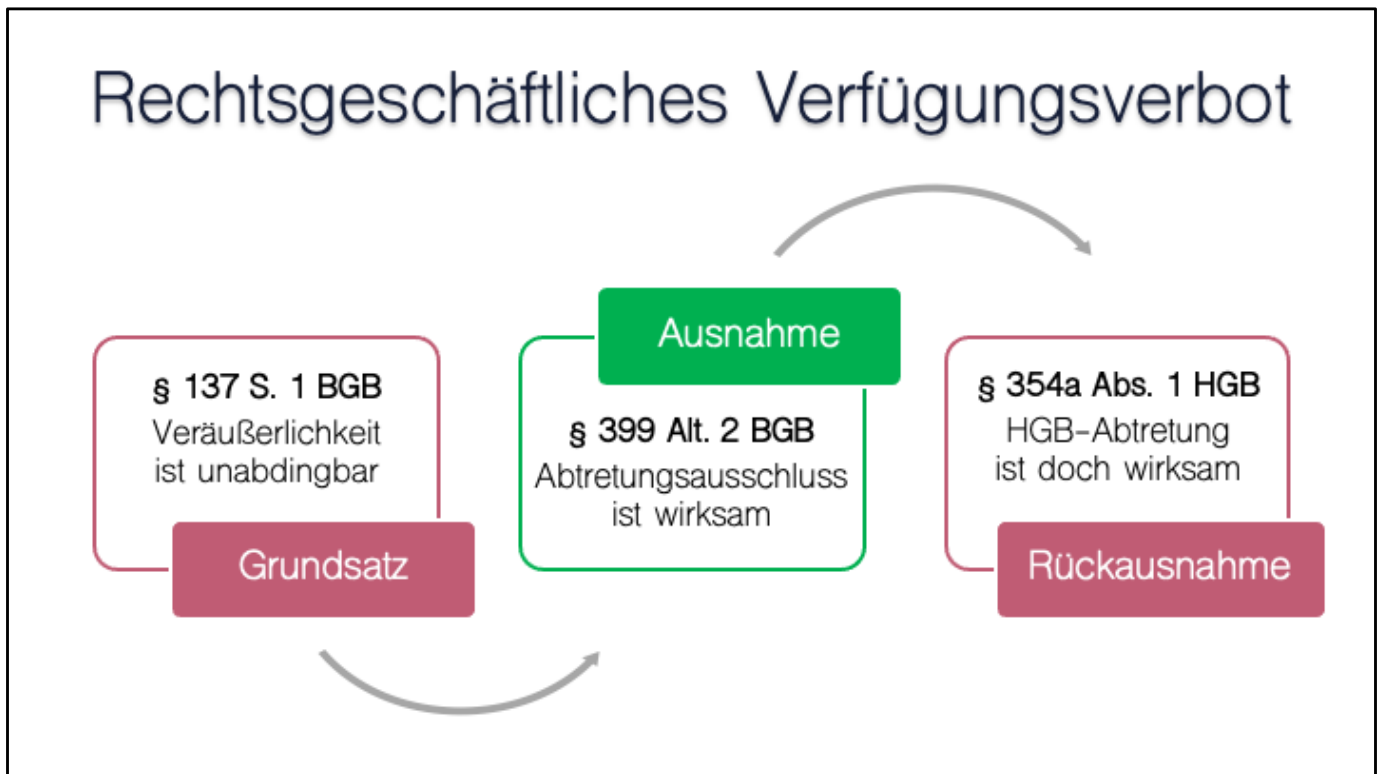 Rechtsgeschäftliches Verfügungsverbot
§ 137 S. 1 BGB
Veräußerlichkeit
ist unabdingbar
Grundsatz
Ausnahme
§ 399 Alt. 2 BGB
Abtretungsausschluss
ist wirksam
§ 354a Abs. 1 HGB
HGB-Abtretung
ist doch wirksam
Rückausnahme